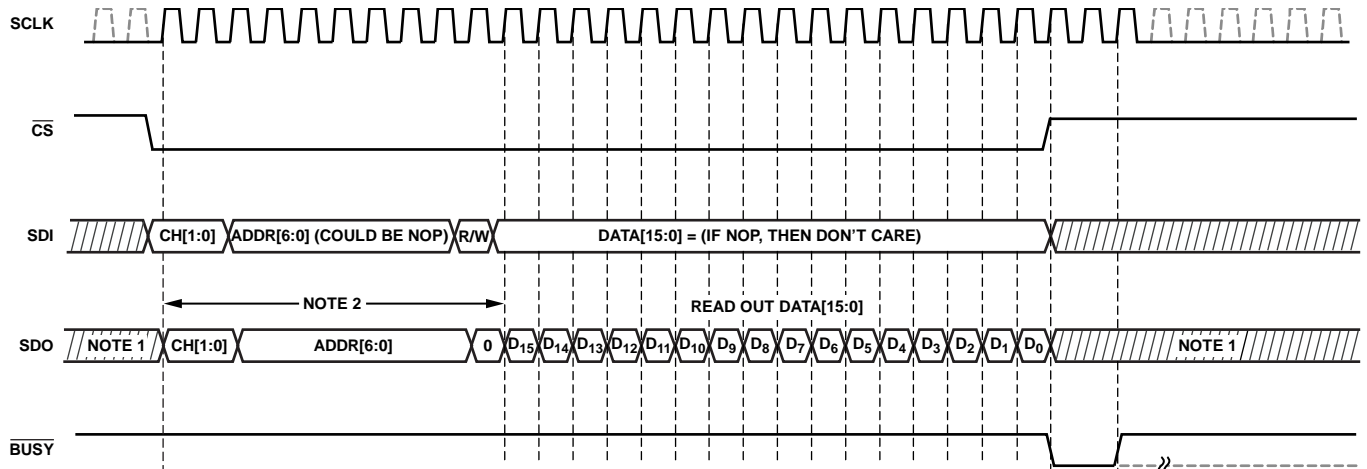 SCLK
CS
SDI CH[1:0] ADDR[6:0] (COULD BE NOP) R/W DATA[15:0] = (IF NOP, THEN DON'T CARE)
NOTE 2 READ OUT DATA[15:0]
SDO NOTE 1 CH[1:0] ADDR[6:0] 0 D15 D14 D13 D12 D11 D10 D9 D8 D7 D6 D5 D4 D3 D2 D1 D0 NOTE 1
BUSY